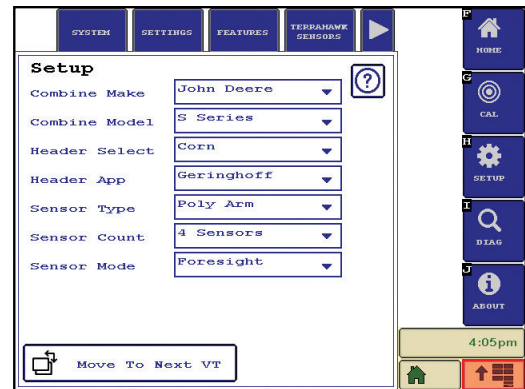 SYSTEM
SETTINGS
FEATURES
TERRAHAWK
SENSORS
Setup
?
Combine Make John Deere
Combine Model S Series
Header Select Corn
Header App Geringhoff
Sensor Type Poly Arm
Sensor Count 4 Sensors
Sensor Mode Foresight
Move To Next VT
F
HOME
G
CAL
H
SETUP
I
DIAG
J
i
ABOUT
4:05pm